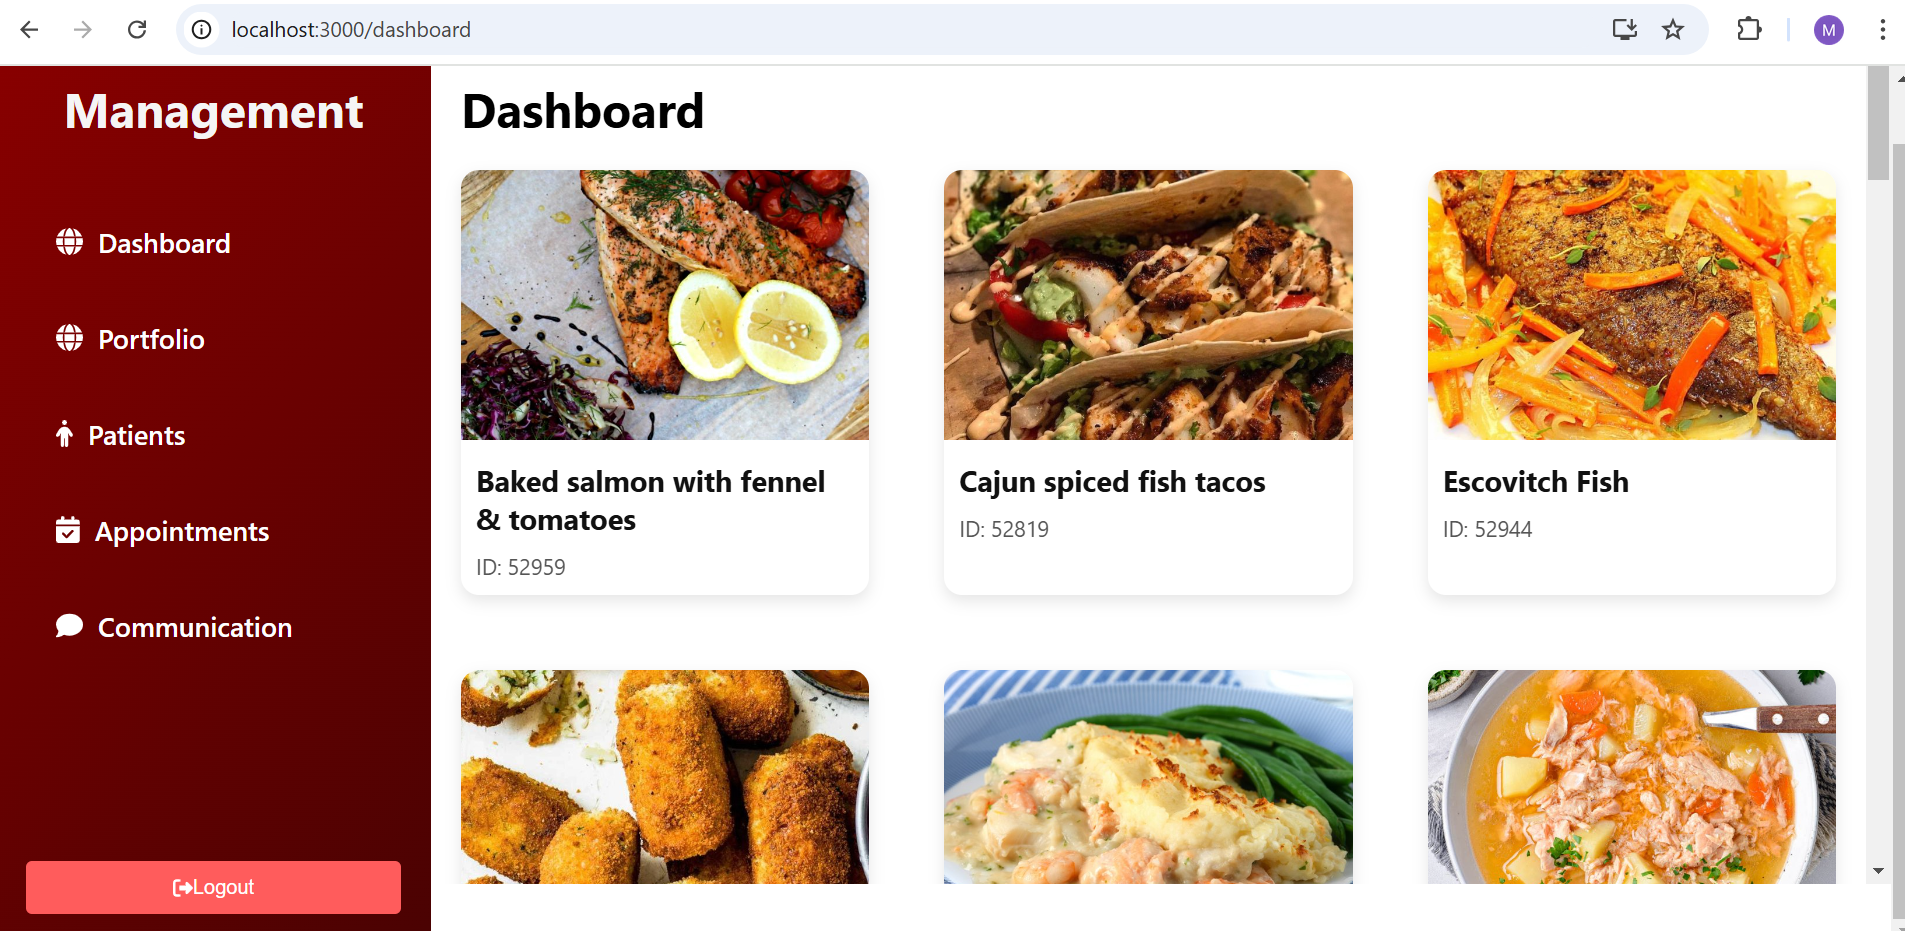 localhost:3000/dashboard
M
Management
Dashboard
Portfolio
Patients
Appointments
Communication
Logout
Dashboard
Baked salmon with fennel
& tomatoes
ID: 52959
Cajun spiced fish tacos
ID: 52819
Escovitch Fish
ID: 52944